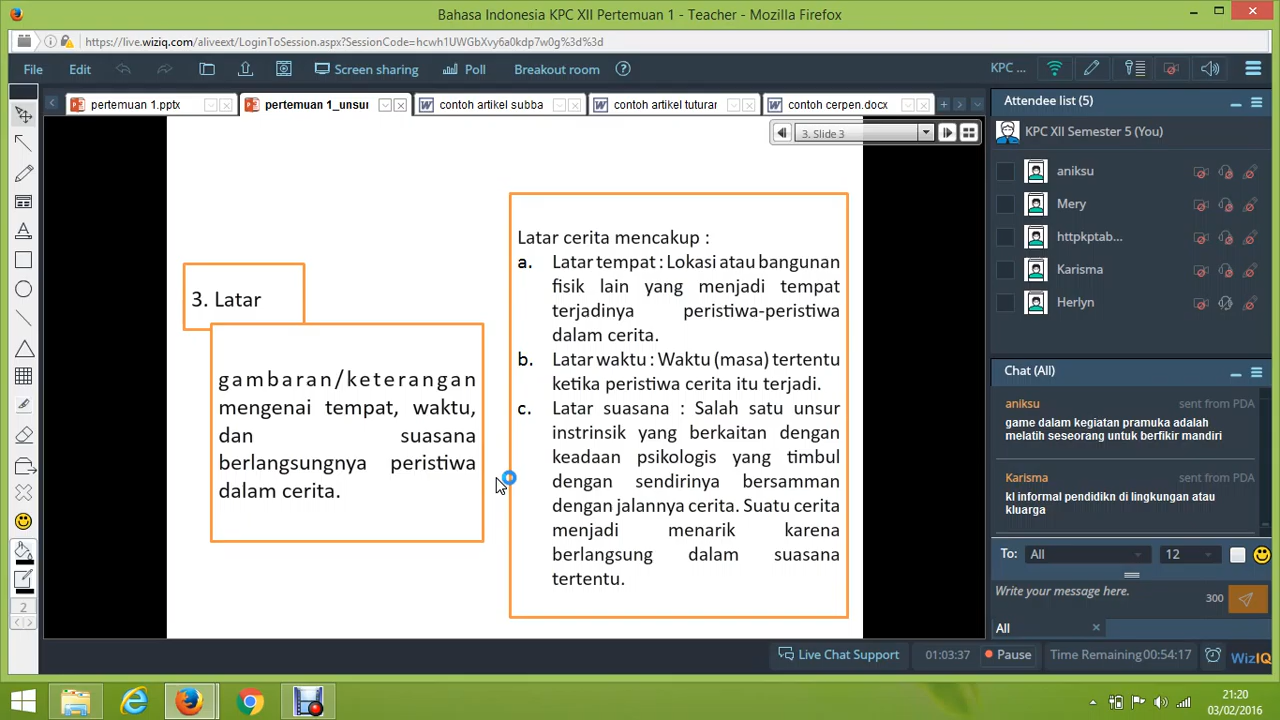 Bahasa Indonesia KPC XII Pertemuan 1 - Teacher - Mozilla Firefox
https://live.wiziq.com/aliveext/LoginToSession.aspx?SessionCode=hcwh1UWGbXvy6a0kdp7w0g%3d%3d
File Edit Screen sharing Poll Breakout room KPC ...
pertemuan 1.pptx pertemuan 1_unsur contoh artikel subba contoh artikel tuturar contoh cerpen.docx
3. Slide 3
3. Latar
gambaran/keterangan
mengenai tempat, waktu,
dan suasana
berlangsungnya peristiwa
dalam cerita.
Latar cerita mencakup :
a. Latar tempat : Lokasi atau bangunan
fisik lain yang menjadi tempat
terjadinya peristiwa-peristiwa
dalam cerita.
b. Latar waktu : Waktu (masa) tertentu
ketika peristiwa cerita itu terjadi.
c. Latar suasana : Salah satu unsur
instrinsik yang berkaitan dengan
keadaan psikologis yang timbul
dengan sendirinya bersamman
dengan jalannya cerita. Suatu cerita
menjadi menarik karena
berlangsung dalam suasana
tertentu.
Attendee list (5)
KPC XII Semester 5 (You)
aniksu
Mery
httpkptab...
Karisma
Herlyn
Chat (All)
aniksu sent from PDA
game dalam kegiatan pramuka adalah
melatih seseorang untuk berfikir mandiri
Karisma sent from PDA
kl informal pendidikn di lingkungan atau
kluarga
To: All 12
Write your message here. 300
All
2
Live Chat Support 01:03:37 Pause Time Remaining 00:54:17 WizIQ
21:20
03/02/2016